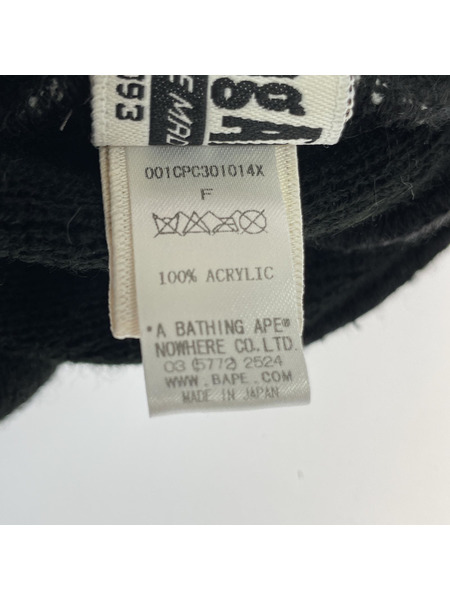 001CPC301014X
F
100% ACRYLIC
*A BATHING APE®
NOWHERE CO.LTD.
03 (5772) 2524
WWW.BAPE.COM
MADE IN JAPAN